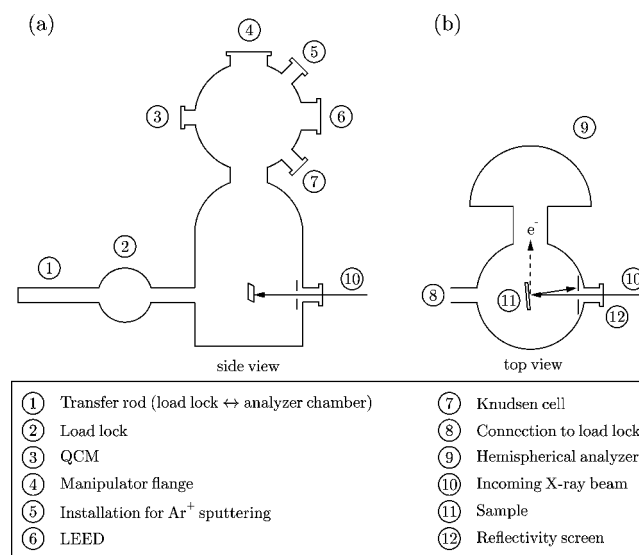 (a)
(b)
4
5
3
6
7
9
2
1
10
e⁻
8
11
10
12
side view
top view
1 Transfer rod (load lock ↔ analyzer chamber)
2 Load lock
3 QCM
4 Manipulator flange
5 Installation for Ar⁺ sputtering
6 LEED
7 Knudsen cell
8 Connection to load lock
9 Hemispherical analyzer
10 Incoming X-ray beam
11 Sample
12 Reflectivity screen